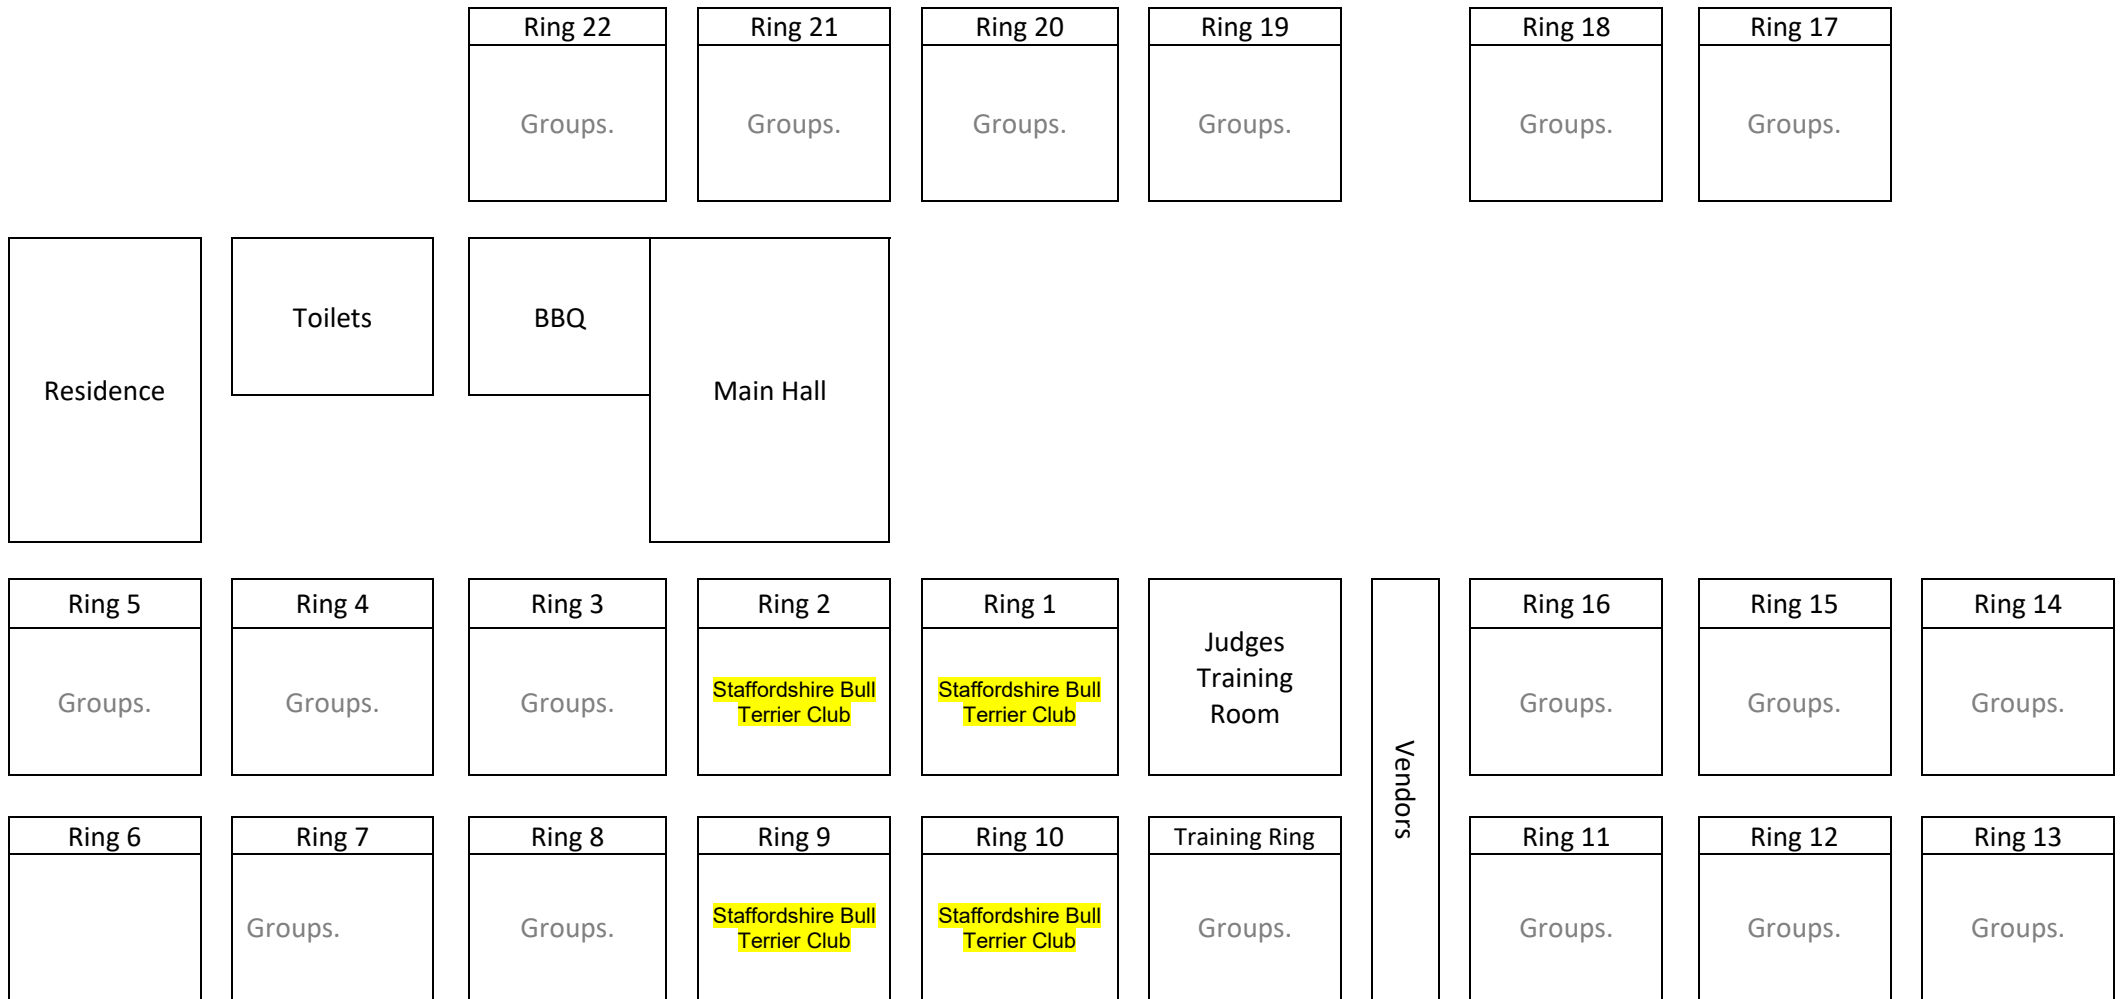 Ring 22
Ring 21
Ring 20
Ring 19
Ring 18
Ring 17
Groups.
Groups.
Groups.
Groups.
Groups.
Groups.
Residence
Toilets
BBQ
Main Hall
Ring 5
Ring 4
Ring 3
Ring 2
Ring 1
Judges
Training
Room
Vendors
Ring 16
Ring 15
Ring 14
Groups.
Groups.
Groups.
Staffordshire Bull
Terrier Club
Staffordshire Bull
Terrier Club
Groups.
Groups.
Groups.
Ring 6
Ring 7
Ring 8
Ring 9
Ring 10
Training Ring
Ring 11
Ring 12
Ring 13
Groups.
Groups.
Staffordshire Bull
Terrier Club
Staffordshire Bull
Terrier Club
Groups.
Groups.
Groups.
Groups.